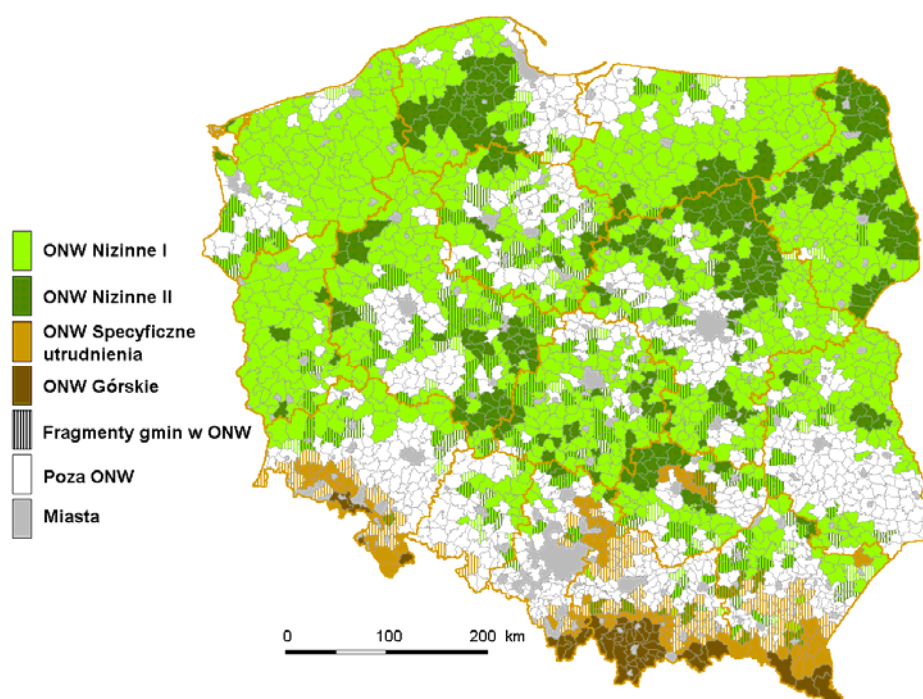 ONW Nizinne I
ONW Nizinne II
ONW Specyficzne
utrudnienia
ONW Górskie
Fragmenty gmin w ONW
Poza ONW
Miasta
0 100 200 km